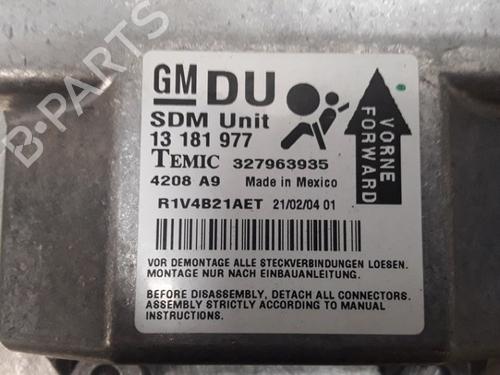 GM DU
SDM Unit
13 181 977
TEMIC 327963935
4208 A9 Made in Mexico
R1V4B21AET 21/02/04 01
VORNE
FORWARD
VOR DEMONTAGE ALLE STECKVERBINDUNGEN LOESEN.
MONTAGE NUR NACH EINBAUANLEITUNG.
BEFORE DISASSEMBLY, DETACH ALL CONNECTORS.
ASSEMBLY STRICTLY ACCORDING TO MANUAL
INSTRUCTIONS.
B-PARTS